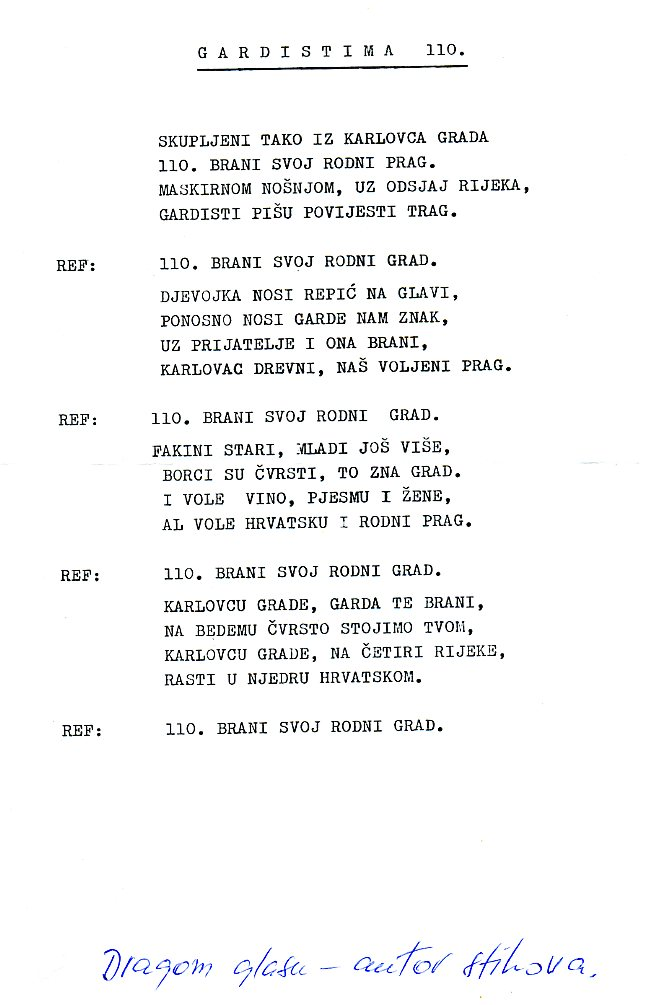 GARDISTIMA 110.
SKUPLJENI TAKO IZ KARLOVCA GRADA
110. BRANI SVOJ RODNI PRAG.
MASKIRNOM NOŠNJOM, UZ ODSJAJ RIJEKA,
GARDISTI PIŠU POVIJESTI TRAG.
REF: 110. BRANI SVOJ RODNI GRAD.
DJEVOJKA NOSI REPIĆ NA GLAVI,
PONOSNO NOSI GARDE NAM ZNAK,
UZ PRIJATELJE I ONA BRANI,
KARLOVAC DREVNI, NAŠ VOLJENI PRAG.
REF: 110. BRANI SVOJ RODNI GRAD.
FAKINI STARI, MLADI JOŠ VIŠE,
BORCI SU ČVRSTI, TO ZNA GRAD.
I VOLE VINO, PJESMU I ŽENE,
AL VOLE HRVATSKU I RODNI PRAG.
REF: 110. BRANI SVOJ RODNI GRAD.
KARLOVCU GRADE, GARDA TE BRANI,
NA BEDEMU ČVRSTO STOJIMO TVOM,
KARLOVCU GRADE, NA ČETIRI RIJEKE,
RASTI U NJEDRU HRVATSKOM.
REF: 110. BRANI SVOJ RODNI GRAD.
Dragom glasu – autor stihova.